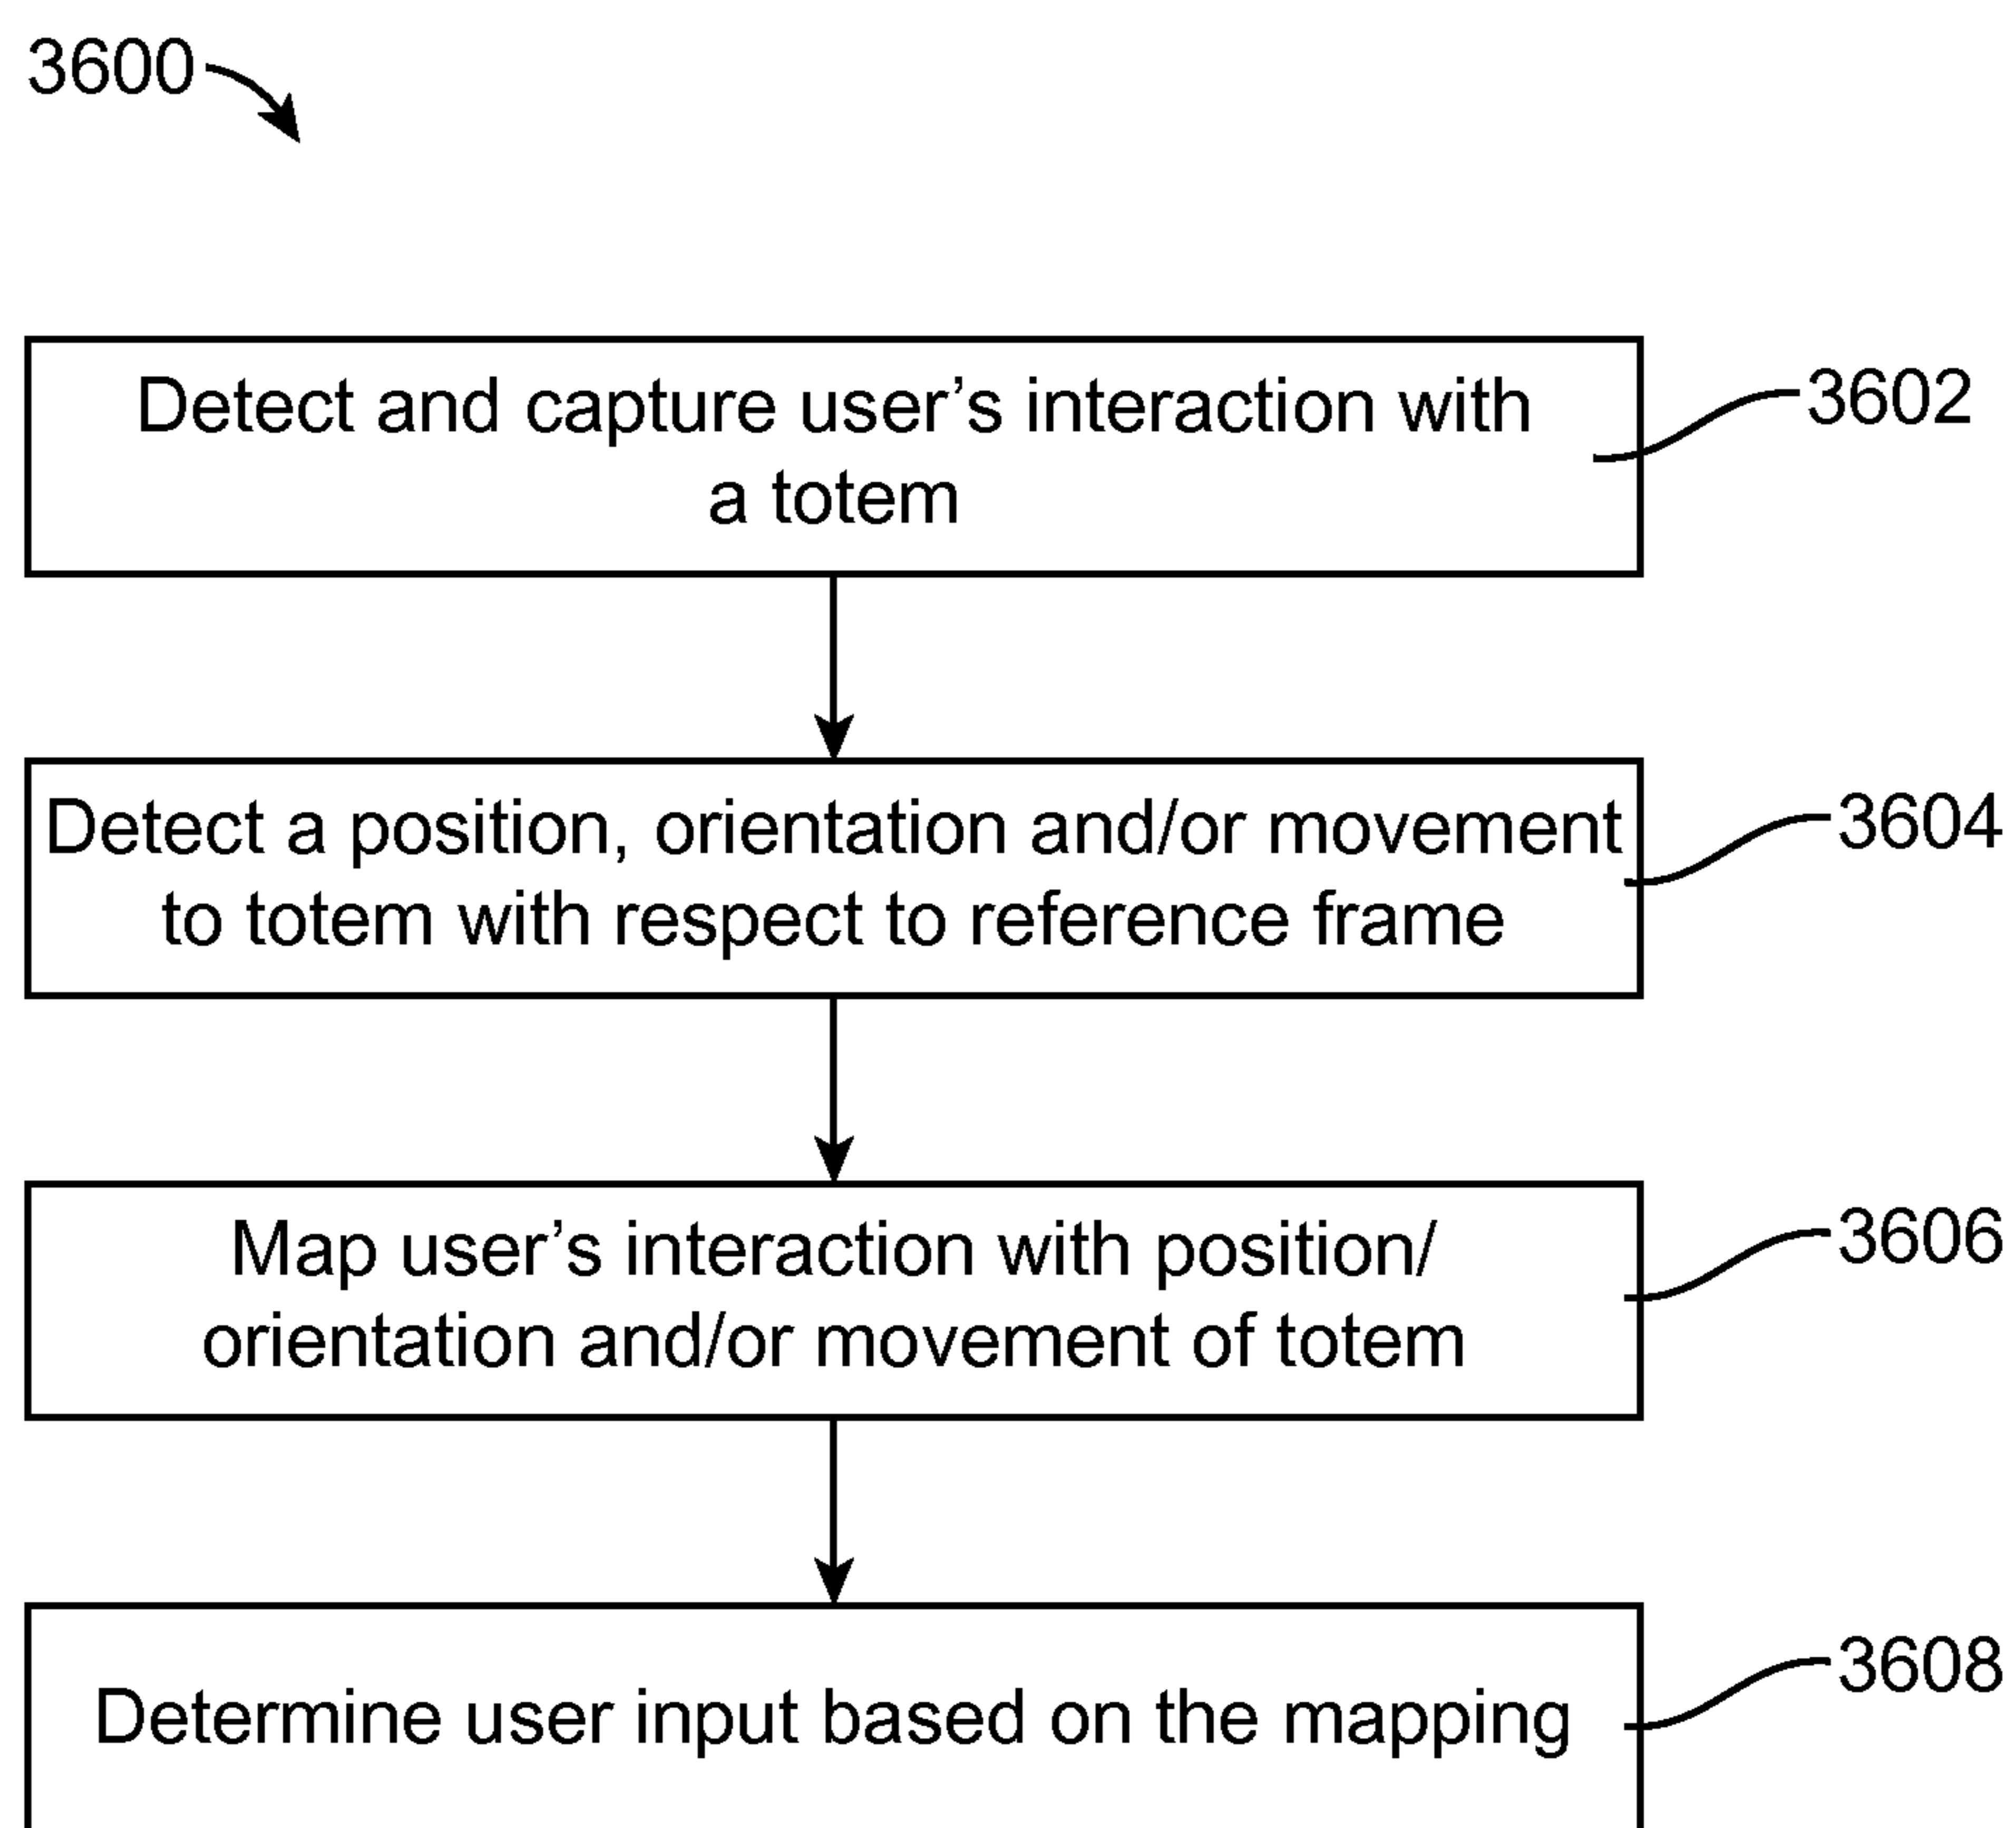 3600
Detect and capture user’s interaction with
a totem
3602
Detect a position, orientation and/or movement
to totem with respect to reference frame
3604
Map user’s interaction with position/
orientation and/or movement of totem
3606
Determine user input based on the mapping
3608